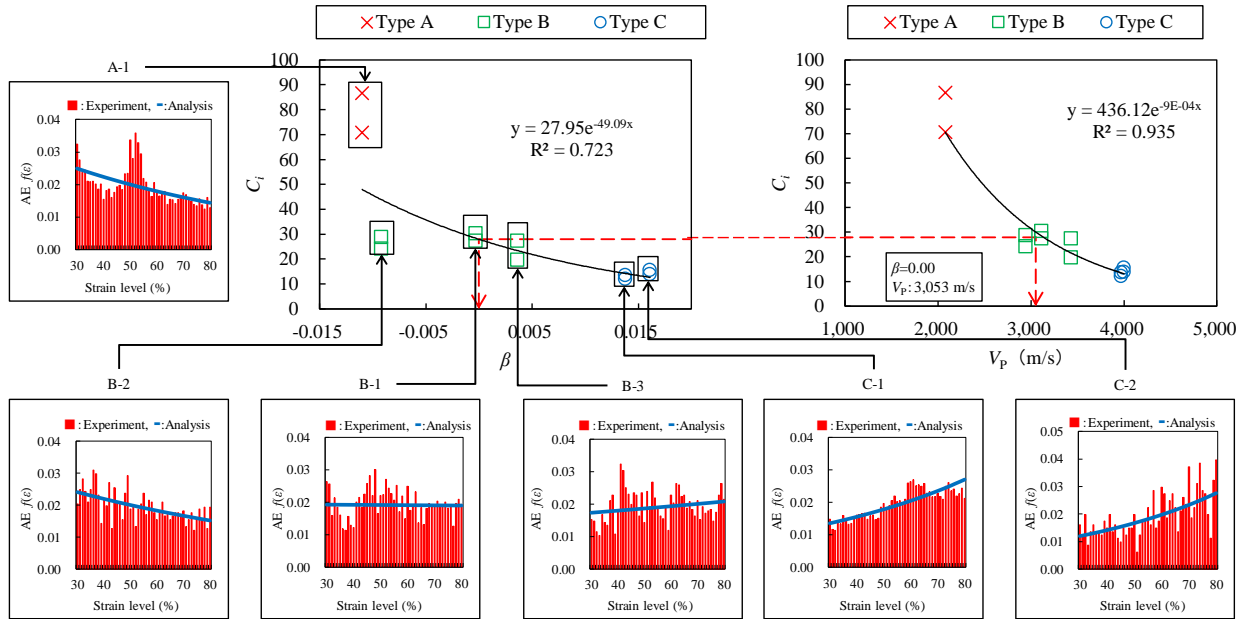 Type A Type B Type C
Type A Type B Type C
A-1
:Experiment, :Analysis
AE f(ε)
0.04
0.03
0.02
0.01
0.00
30 40 50 60 70 80
Strain level (%)
C_i
100
90
80
70
60
50
40
30
20
10
0
-0.015 -0.005 0.005 0.015
β
y = 27.95e^-49.09x
R² = 0.723
C_i
100
90
80
70
60
50
40
30
20
10
0
1,000 2,000 3,000 4,000 5,000
V_P (m/s)
y = 436.12e^-9E-04x
R² = 0.935
β=0.00
V_P: 3,053 m/s
B-2
:Experiment, :Analysis
AE f(ε)
0.04
0.03
0.02
0.01
0.00
30 40 50 60 70 80
Strain level (%)
B-1
:Experiment, :Analysis
AE f(ε)
0.04
0.03
0.02
0.01
0.00
30 40 50 60 70 80
Strain level (%)
B-3
:Experiment, :Analysis
AE f(ε)
0.04
0.03
0.02
0.01
0.00
30 40 50 60 70 80
Strain level (%)
C-1
:Experiment, :Analysis
AE f(ε)
0.04
0.03
0.02
0.01
0.00
30 40 50 60 70 80
Strain level (%)
C-2
:Experiment, :Analysis
AE f(ε)
0.05
0.04
0.03
0.02
0.01
0.00
30 40 50 60 70 80
Strain level (%)